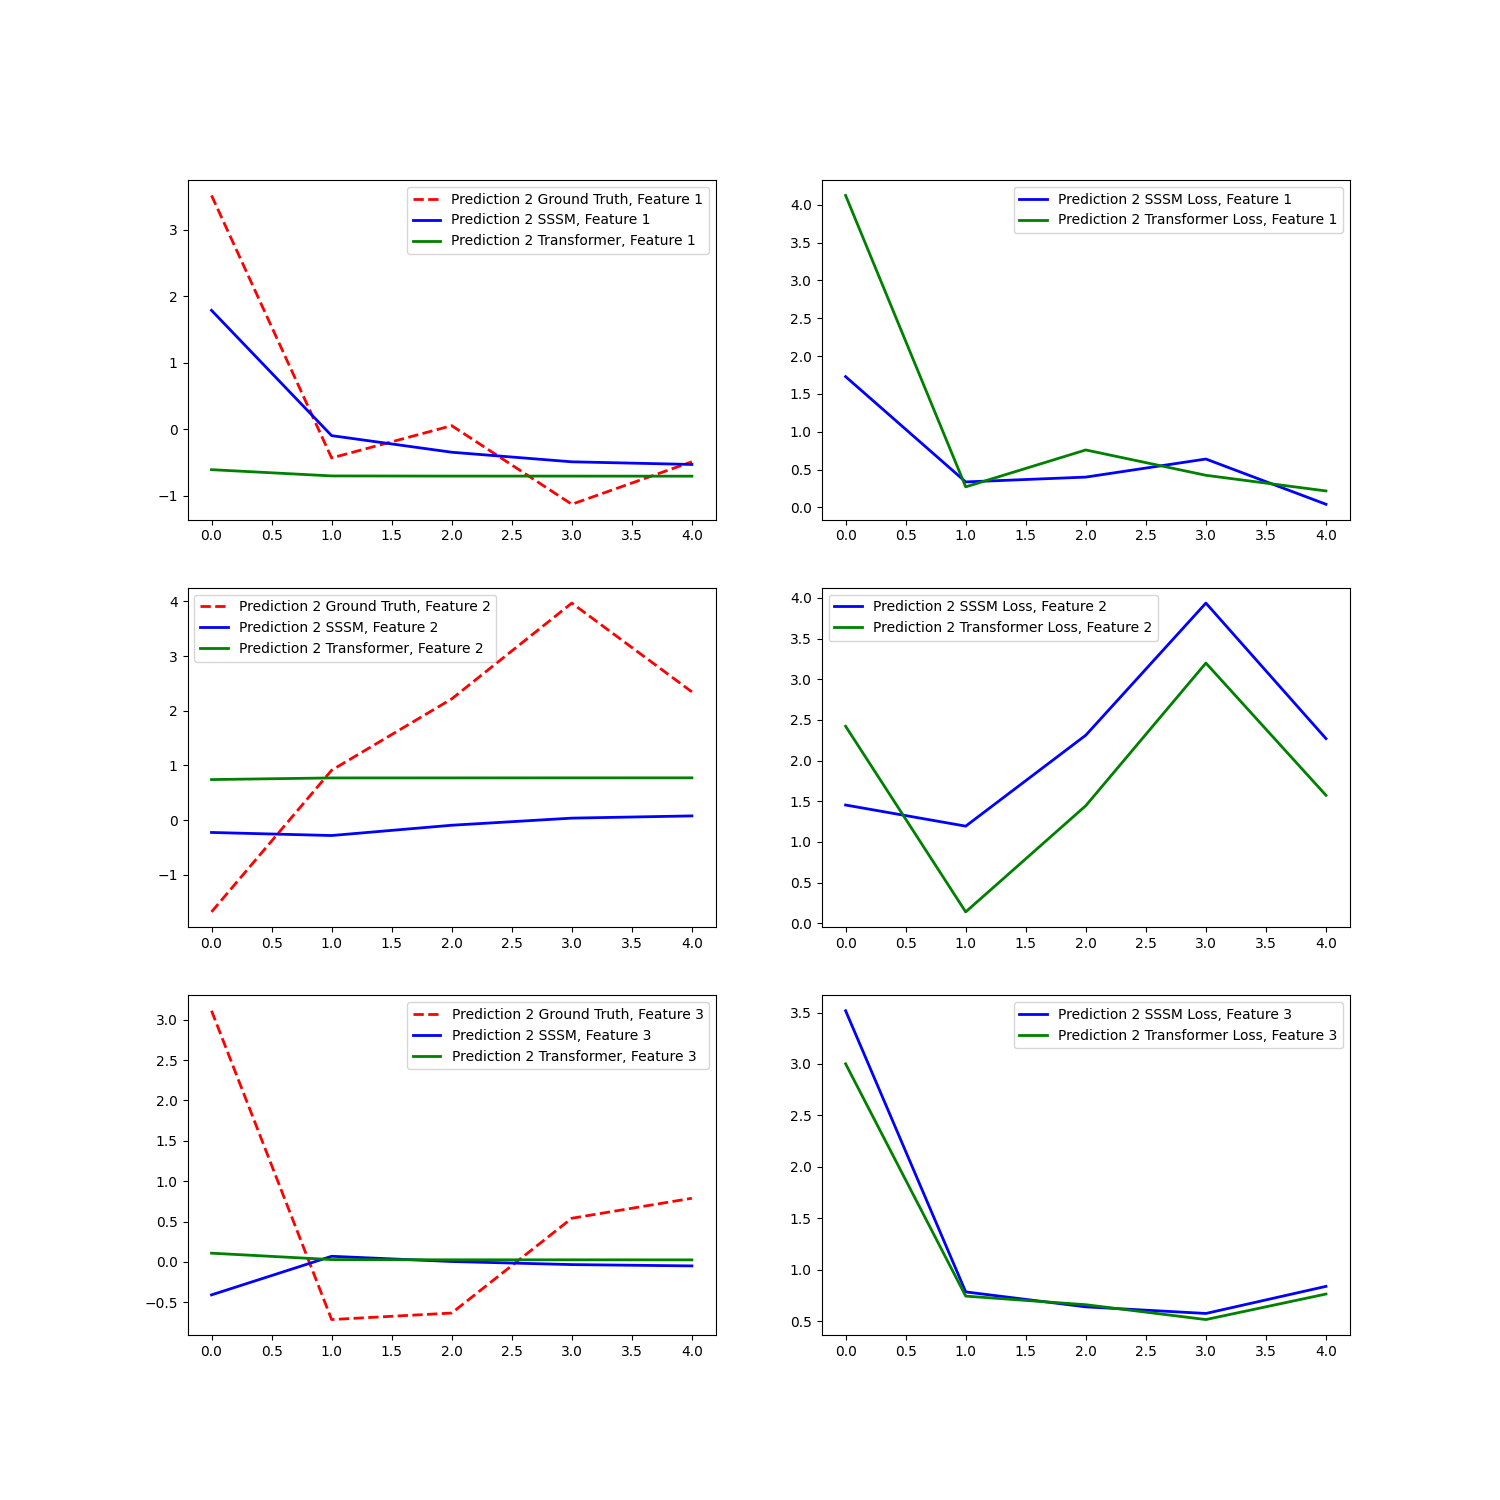 Prediction 2 Ground Truth, Feature 1
Prediction 2 SSSM, Feature 1
Prediction 2 Transformer, Feature 1
3
2
1
0
−1
0.0 0.5 1.0 1.5 2.0 2.5 3.0 3.5 4.0
Prediction 2 SSSM Loss, Feature 1
Prediction 2 Transformer Loss, Feature 1
4.0
3.5
3.0
2.5
2.0
1.5
1.0
0.5
0.0
0.0 0.5 1.0 1.5 2.0 2.5 3.0 3.5 4.0
Prediction 2 Ground Truth, Feature 2
Prediction 2 SSSM, Feature 2
Prediction 2 Transformer, Feature 2
4
3
2
1
0
−1
0.0 0.5 1.0 1.5 2.0 2.5 3.0 3.5 4.0
Prediction 2 SSSM Loss, Feature 2
Prediction 2 Transformer Loss, Feature 2
4.0
3.5
3.0
2.5
2.0
1.5
1.0
0.5
0.0
0.0 0.5 1.0 1.5 2.0 2.5 3.0 3.5 4.0
Prediction 2 Ground Truth, Feature 3
Prediction 2 SSSM, Feature 3
Prediction 2 Transformer, Feature 3
3.0
2.5
2.0
1.5
1.0
0.5
0.0
−0.5
0.0 0.5 1.0 1.5 2.0 2.5 3.0 3.5 4.0
Prediction 2 SSSM Loss, Feature 3
Prediction 2 Transformer Loss, Feature 3
3.5
3.0
2.5
2.0
1.5
1.0
0.5
0.0 0.5 1.0 1.5 2.0 2.5 3.0 3.5 4.0